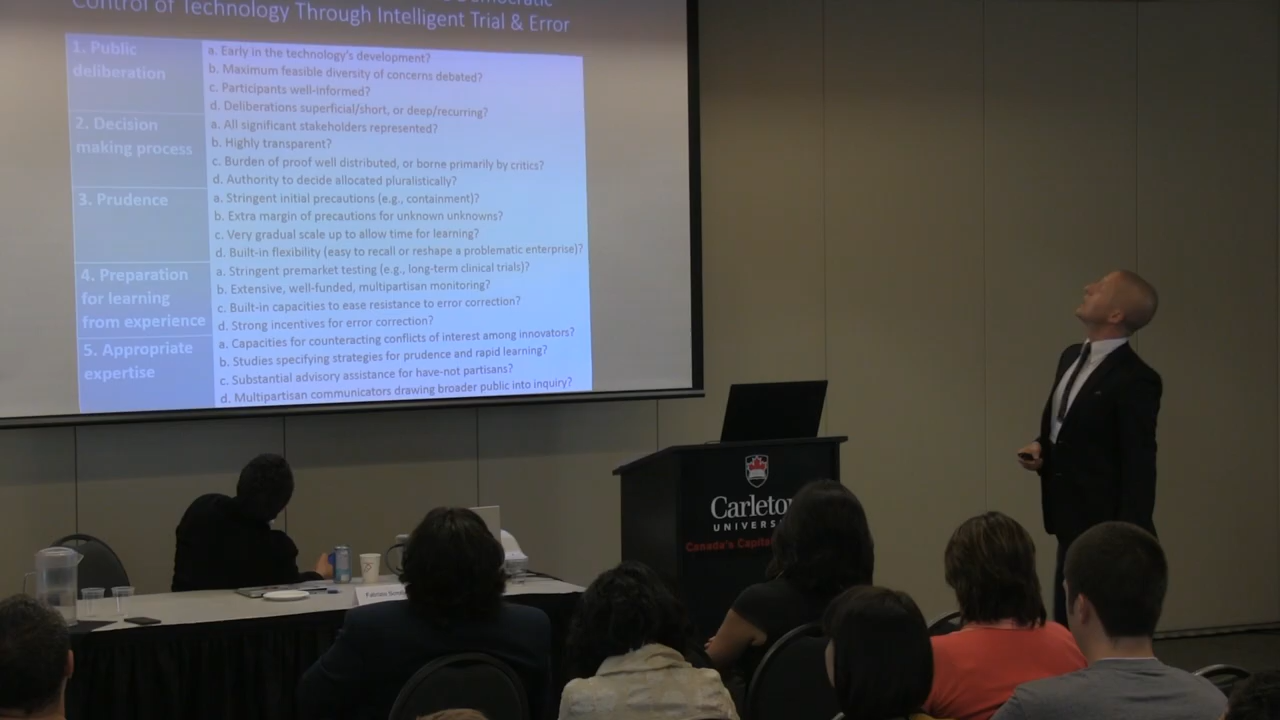 Control of Technology Through Intelligent Trial & Error
1. Public
deliberation
a. Early in the technology's development?
b. Maximum feasible diversity of concerns debated?
c. Participants well-informed?
d. Deliberations superficial/short, or deep/recurring?
2. Decision
making process
a. All significant stakeholders represented?
b. Highly transparent?
c. Burden of proof well distributed, or borne primarily by critics?
d. Authority to decide allocated pluralistically?
3. Prudence
a. Stringent initial precautions (e.g., containment)?
b. Extra margin of precautions for unknown unknowns?
c. Very gradual scale up to allow time for learning?
d. Built-in flexibility (easy to recall or reshape a problematic enterprise)?
4. Preparation
for learning
from experience
a. Stringent premarket testing (e.g., long-term clinical trials)?
b. Extensive, well-funded, multipartisan monitoring?
c. Built-in capacities to ease resistance to error correction?
d. Strong incentives for error correction?
5. Appropriate
expertise
a. Capacities for counteracting conflicts of interest among innovators?
b. Studies specifying strategies for prudence and rapid learning?
c. Substantial advisory assistance for have-not partisans?
d. Multipartisan communicators drawing broader public into inquiry?
Carleto
UNIVERS
Canada's Capit